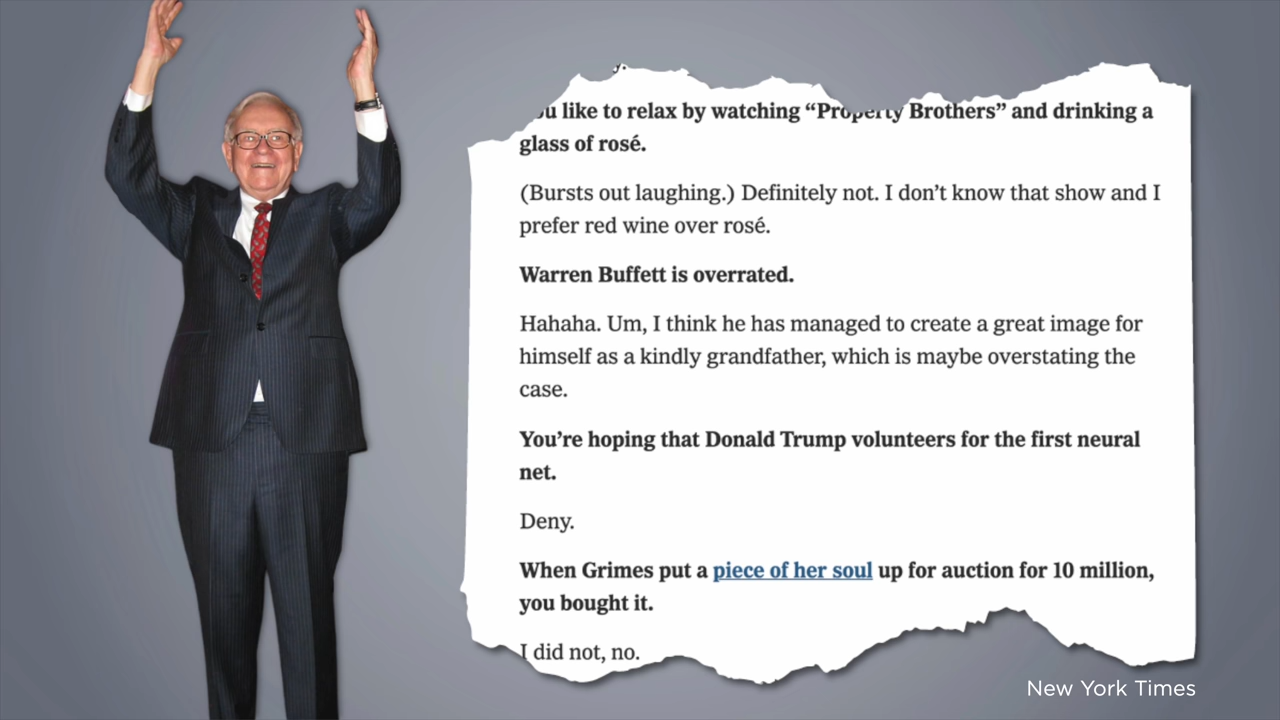 ou like to relax by watching “Property Brothers” and drinking a
glass of rosé.
(Bursts out laughing.) Definitely not. I don’t know that show and I
prefer red wine over rosé.
Warren Buffett is overrated.
Hahaha. Um, I think he has managed to create a great image for
himself as a kindly grandfather, which is maybe overstating the
case.
You’re hoping that Donald Trump volunteers for the first neural
net.
Deny.
When Grimes put a piece of her soul up for auction for 10 million,
you bought it.
I did not, no.
New York Times